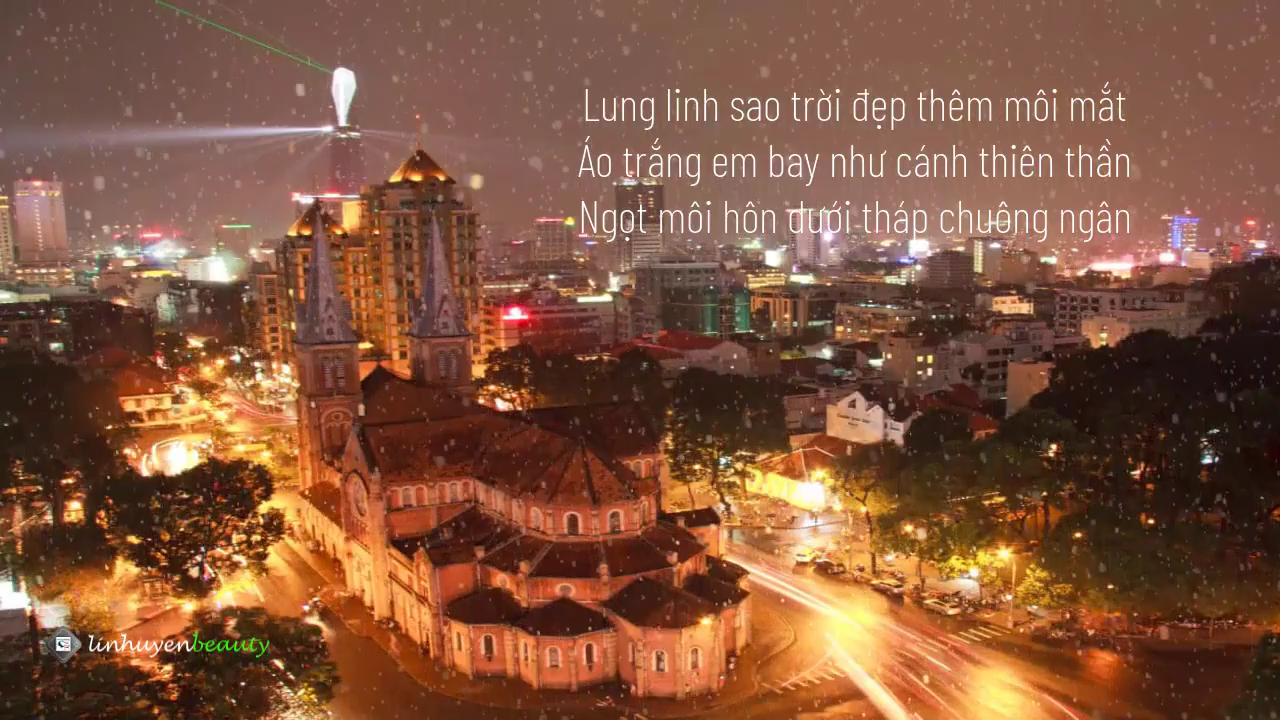 Lung linh sao trời đẹp thêm môi mắt
Áo trắng em bay như cánh thiên thần
Ngọt môi hôn dưới tháp chuông ngân
linhuyenbeauty